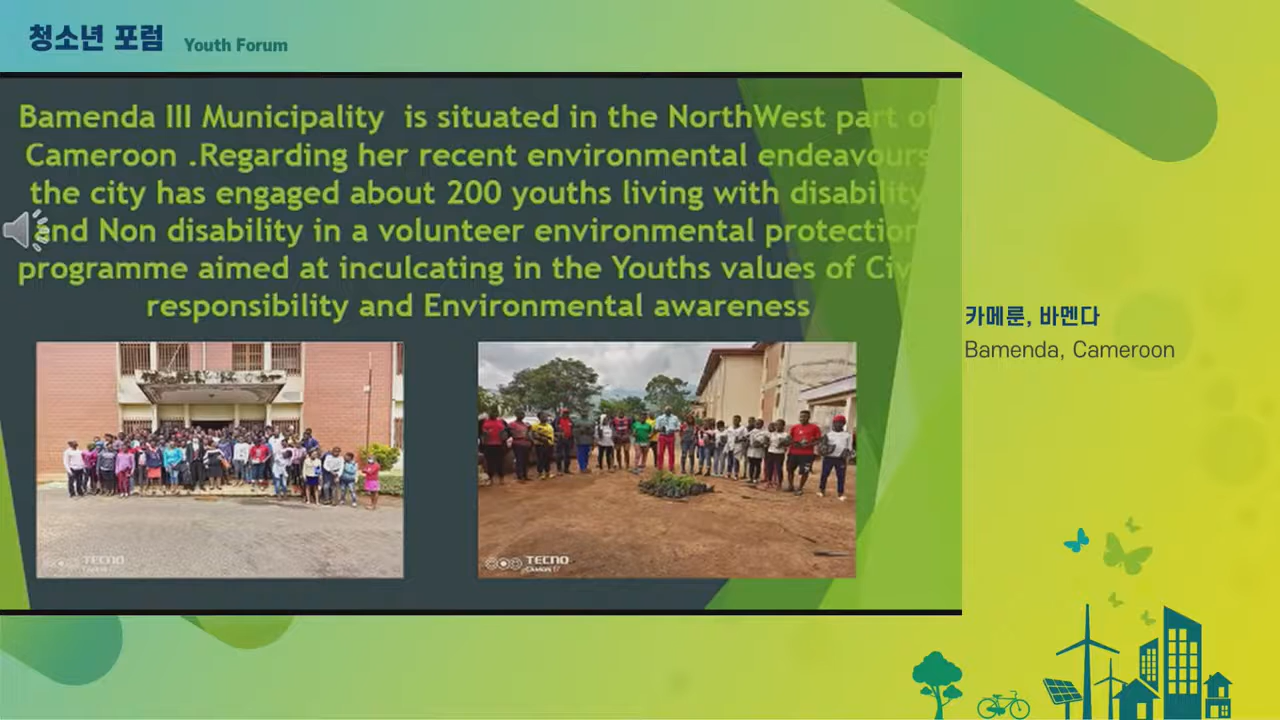 청소년 포럼 Youth Forum
Bamenda III Municipality is situated in the NorthWest part of
Cameroon .Regarding her recent environmental endeavours
the city has engaged about 200 youths living with disability
and Non disability in a volunteer environmental protection
programme aimed at inculcating in the Youths values of Civ
responsibility and Environmental awareness
카메룬, 바멘다
Bamenda, Cameroon
TECNO
TECNO